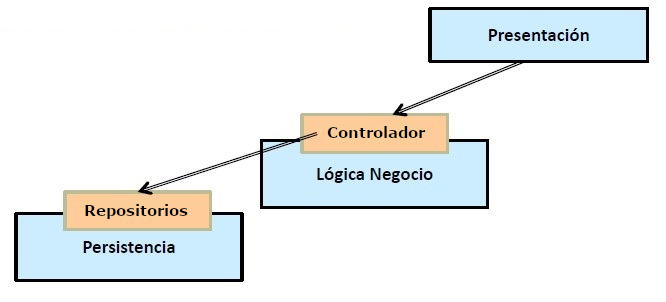 Presentación
Controlador
Lógica Negocio
Repositorios
Persistencia